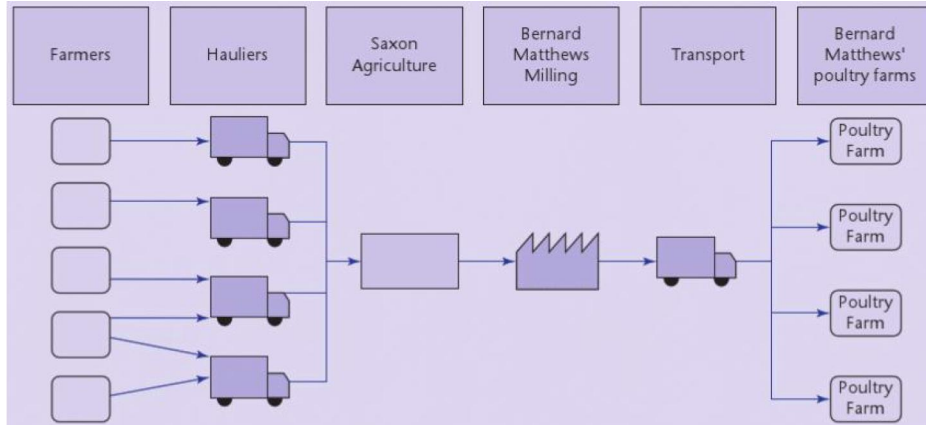 Farmers
Hauliers
Saxon
Agriculture
Bernard
Matthews
Milling
Transport
Bernard
Matthews'
poultry farms
Poultry
Farm
Poultry
Farm
Poultry
Farm
Poultry
Farm